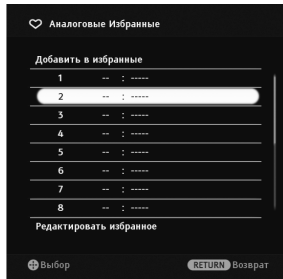 Аналоговые Избранные
Добавить в избранные
1 -- : -----
2 -- : -----
3 -- : -----
4 -- : -----
5 -- : -----
6 -- : -----
7 -- : -----
8 -- : -----
Редактировать избранное
Выбор RETURN Возврат